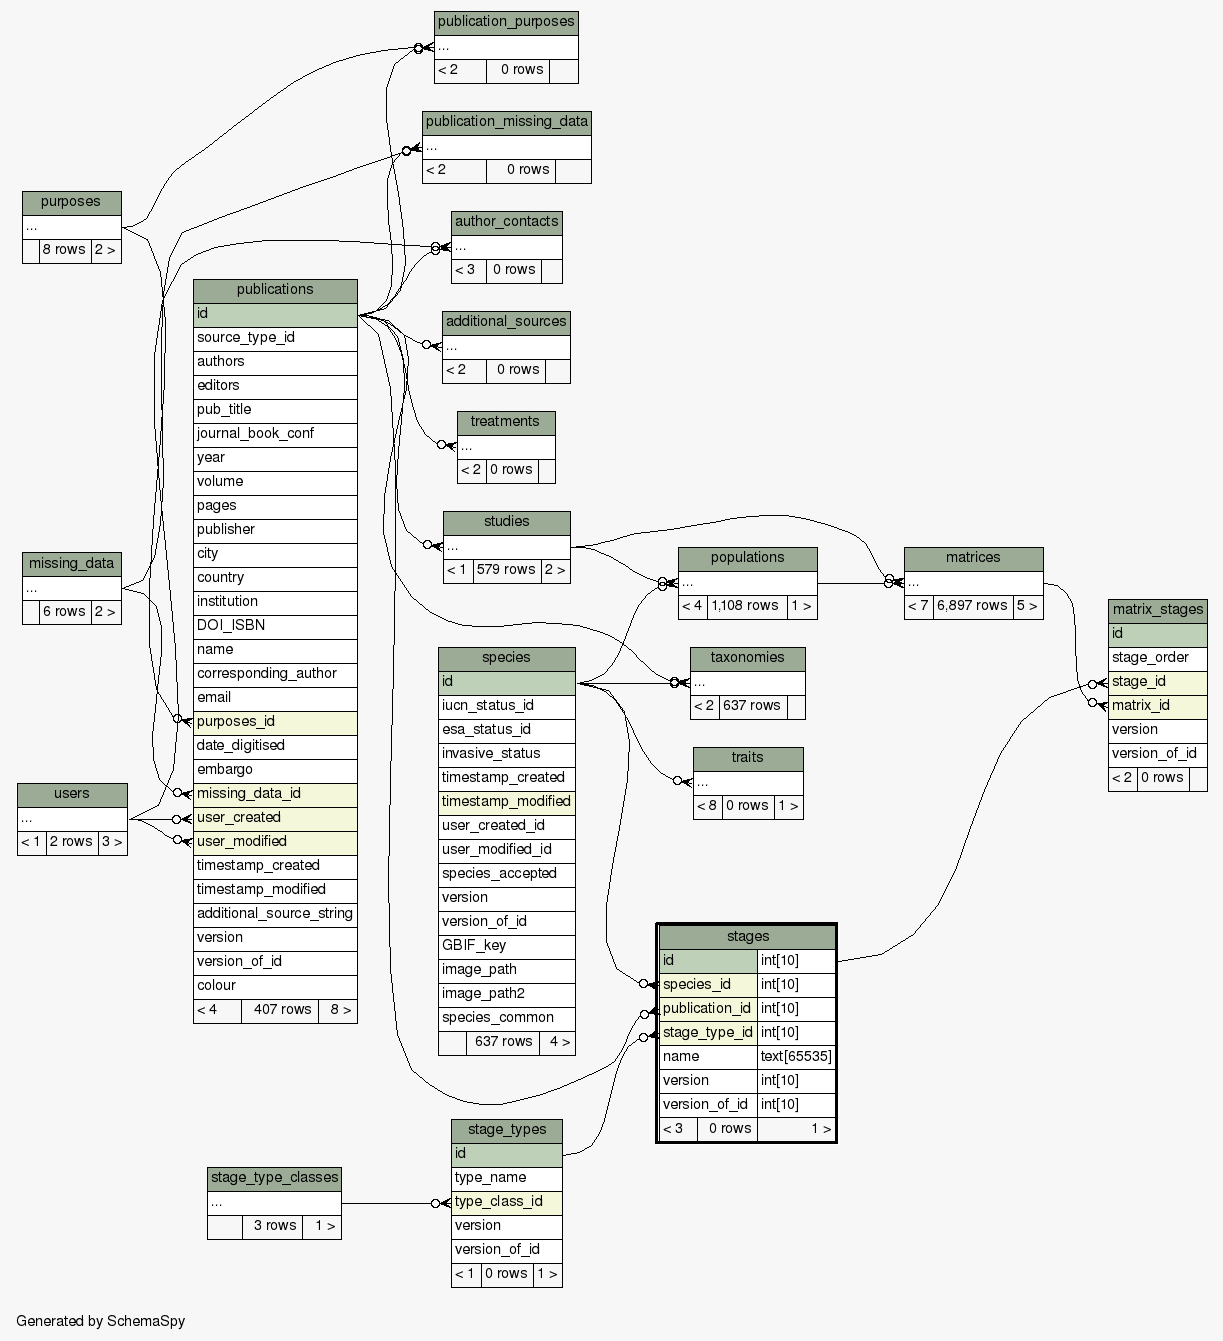 publication_purposes
...
< 2 0 rows
publication_missing_data
...
< 2 0 rows
purposes
...
8 rows 2 >
author_contacts
...
< 3 0 rows
publications
id
source_type_id
authors
editors
pub_title
journal_book_conf
year
volume
pages
publisher
city
country
institution
DOI_ISBN
name
corresponding_author
email
purposes_id
date_digitised
embargo
missing_data_id
user_created
user_modified
timestamp_created
timestamp_modified
additional_source_string
version
version_of_id
colour
< 4 407 rows 8 >
additional_sources
...
< 2 0 rows
treatments
...
< 2 0 rows
studies
...
< 1 579 rows 2 >
missing_data
...
6 rows 2 >
populations
...
< 4 1,108 rows 1 >
matrices
...
< 7 6,897 rows 5 >
matrix_stages
id
stage_order
stage_id
matrix_id
version
version_of_id
< 2 0 rows
species
id
iucn_status_id
esa_status_id
invasive_status
timestamp_created
timestamp_modified
user_created_id
user_modified_id
species_accepted
version
version_of_id
GBIF_key
image_path
image_path2
species_common
637 rows 4 >
taxonomies
...
< 2 637 rows
traits
...
< 8 0 rows 1 >
users
...
< 1 2 rows 3 >
stages
id int[10]
species_id int[10]
publication_id int[10]
stage_type_id int[10]
name text[65535]
version int[10]
version_of_id int[10]
< 3 0 rows 1 >
stage_types
id
type_name
type_class_id
version
version_of_id
< 1 0 rows 1 >
stage_type_classes
...
3 rows 1 >
Generated by SchemaSpy